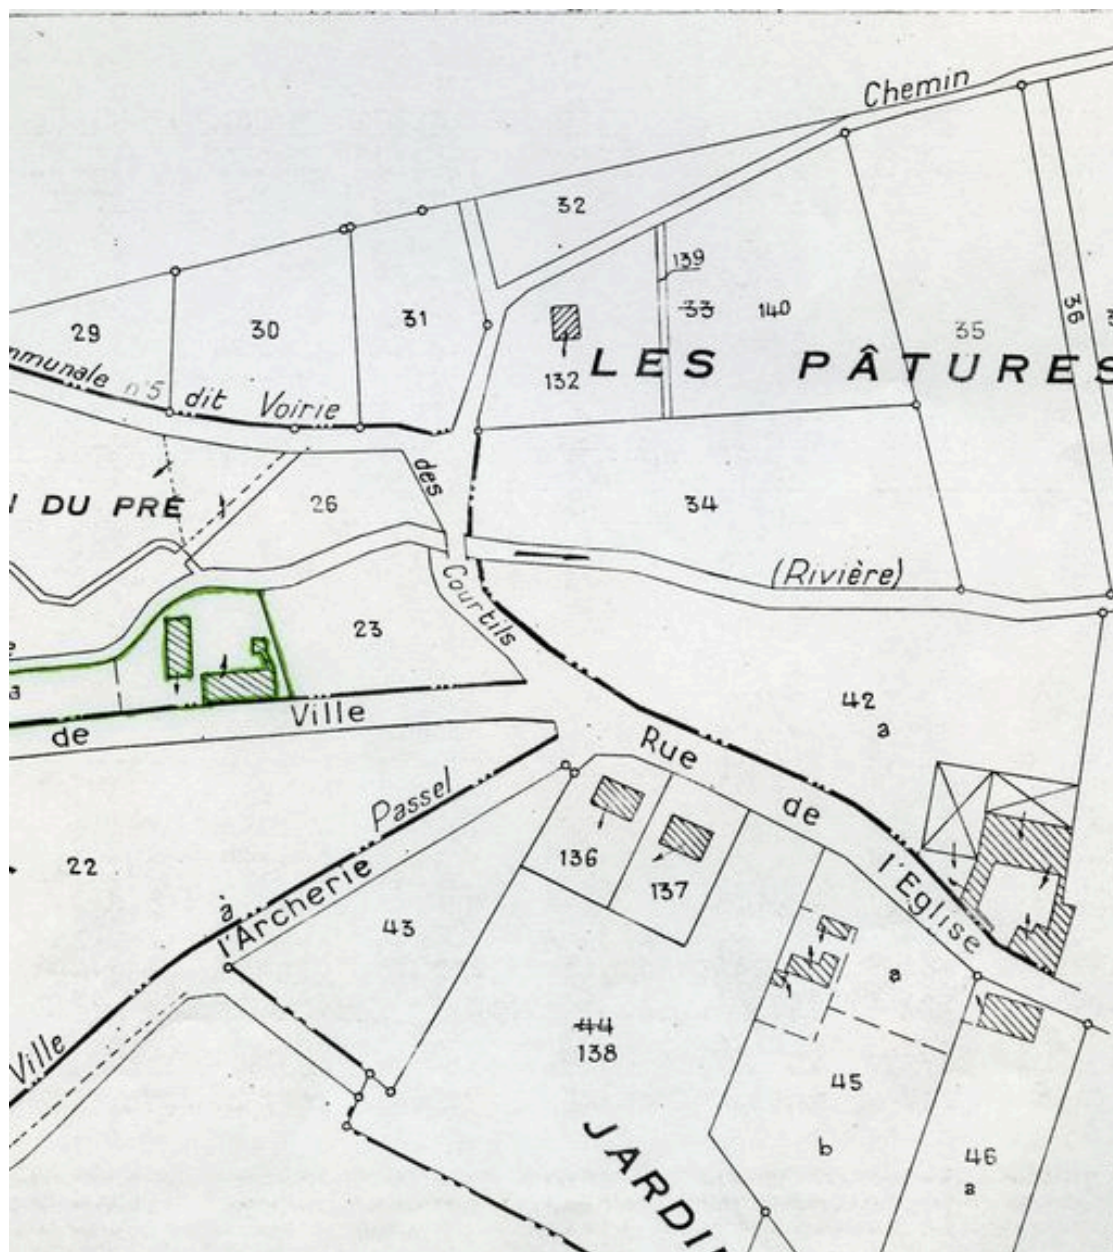 Chemin
32
139
33
140
31
30
29
36
35
LES PÂTURES
132
mmunale n°5 dit Voirie
des
DU PRÉ
26
34
(Rivière)
Courtils
23
42
a
de Ville
Rue de l'Eglise
Passel
à l'Archerie
22
136
137
43
a
44
138
Ville
45
b
46
a
JARDI